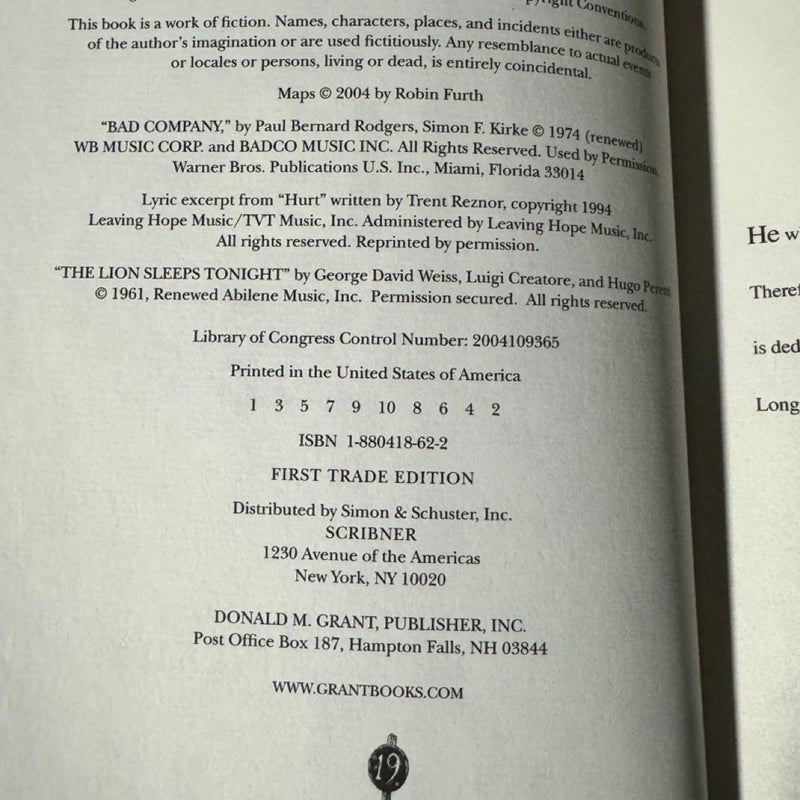 This book is a work of fiction. Names, characters, places, and incidents either are products
of the author's imagination or are used fictitiously. Any resemblance to actual events
or locales or persons, living or dead, is entirely coincidental.
Maps © 2004 by Robin Furth
“BAD COMPANY,” by Paul Bernard Rodgers, Simon F. Kirke © 1974 (renewed)
WB MUSIC CORP. and BADCO MUSIC INC. All Rights Reserved. Used by Permission.
Warner Bros. Publications U.S. Inc., Miami, Florida 33014
Lyric excerpt from “Hurt” written by Trent Reznor, copyright 1994
Leaving Hope Music/TVT Music, Inc. Administered by Leaving Hope Music, Inc.
All rights reserved. Reprinted by permission.
“THE LION SLEEPS TONIGHT” by George David Weiss, Luigi Creatore, and Hugo Peretti
© 1961, Renewed Abilene Music, Inc. Permission secured. All rights reserved.
Library of Congress Control Number: 2004109365
Printed in the United States of America
1 3 5 7 9 10 8 6 4 2
ISBN 1-880418-62-2
FIRST TRADE EDITION
Distributed by Simon & Schuster, Inc.
SCRIBNER
1230 Avenue of the Americas
New York, NY 10020
DONALD M. GRANT, PUBLISHER, INC.
Post Office Box 187, Hampton Falls, NH 03844
WWW.GRANTBOOKS.COM
19
He w
Theref
is ded
Long